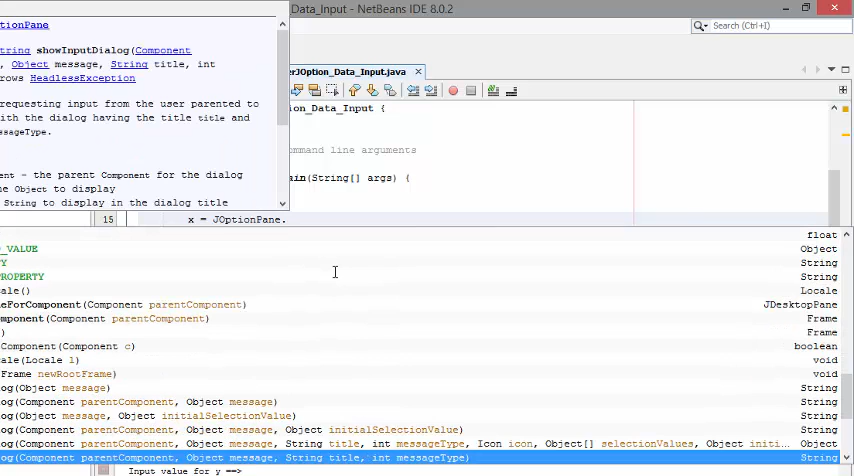 _Data_Input - NetBeans IDE 8.0.2
Search (Ctrl+I)
tionPane
erJOption_Data_Input.java
tring showInputDialog(Component
, Object message, String title, int
rows HeadlessException
ion_Data_Input {
requesting input from the user parented to
ith the dialog having the title title and
ssageType.
ommand line arguments
ent - the parent Component for the dialog
ain(String[] args) {
he Object to display
String to display in the dialog title
15 x = JOptionPane.
float
D_VALUE Object
TY String
PROPERTY String
cale() Locale
eForComponent(Component parentComponent) JDesktopPane
mponent(Component parentComponent) Frame
) Frame
Component(Component c) boolean
ale(Locale l) void
Frame newRootFrame) void
og(Object message) String
og(Component parentComponent, Object message) String
og(Object message, Object initialSelectionValue) String
og(Component parentComponent, Object message, Object initialSelectionValue) String
og(Component parentComponent, Object message, String title, int messageType, Icon icon, Object[] selectionValues, Object initi... Object
og(Component parentComponent, Object message, String title, int messageType) String
Input value for y ==>